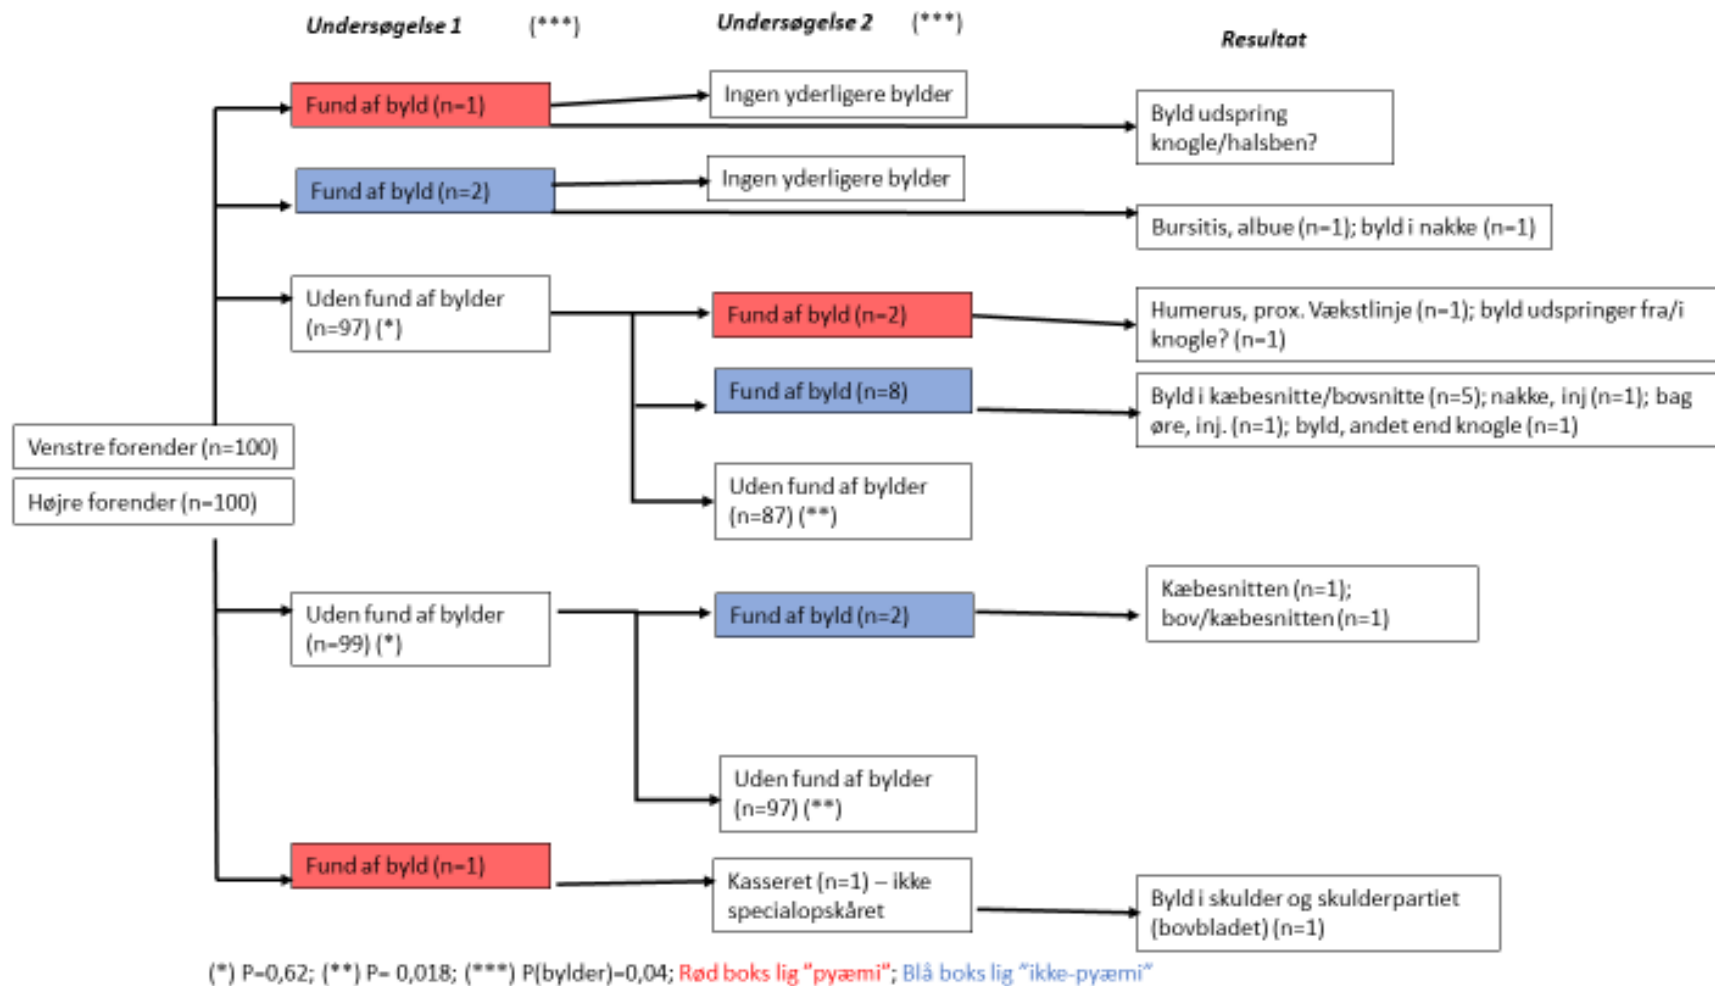 Undersøgelse 1 (***) Undersøgelse 2 (***) Resultat
Fund af byld (n=1)
Ingen yderligere bylder
Byld udspring
knogle/halsben?
Fund af byld (n=2)
Ingen yderligere bylder
Bursitis, albue (n=1); byld i nakke (n=1)
Uden fund af bylder
(n=97) (*)
Fund af byld (n=2)
Humerus, prox. Vækstlinje (n=1); byld udspringer fra/i
knogle? (n=1)
Fund af byld (n=8)
Byld i kæbesnitte/bovsnitte (n=5); nakke, inj (n=1); bag
øre, inj. (n=1); byld, andet end knogle (n=1)
Venstre forender (n=100)
Højre forender (n=100)
Uden fund af bylder
(n=87) (**)
Uden fund af bylder
(n=99) (*)
Fund af byld (n=2)
Kæbesnitten (n=1);
bov/kæbesnitten (n=1)
Uden fund af bylder
(n=97) (**)
Fund af byld (n=1)
Kasseret (n=1) – ikke
specialopskåret
Byld i skulder og skulderpartiet
(bovbladet) (n=1)
(*) P=0,62; (**) P= 0,018; (***) P(bylder)=0,04; Rød boks lig "pyæmi"; Blå boks lig "ikke-pyæmi"